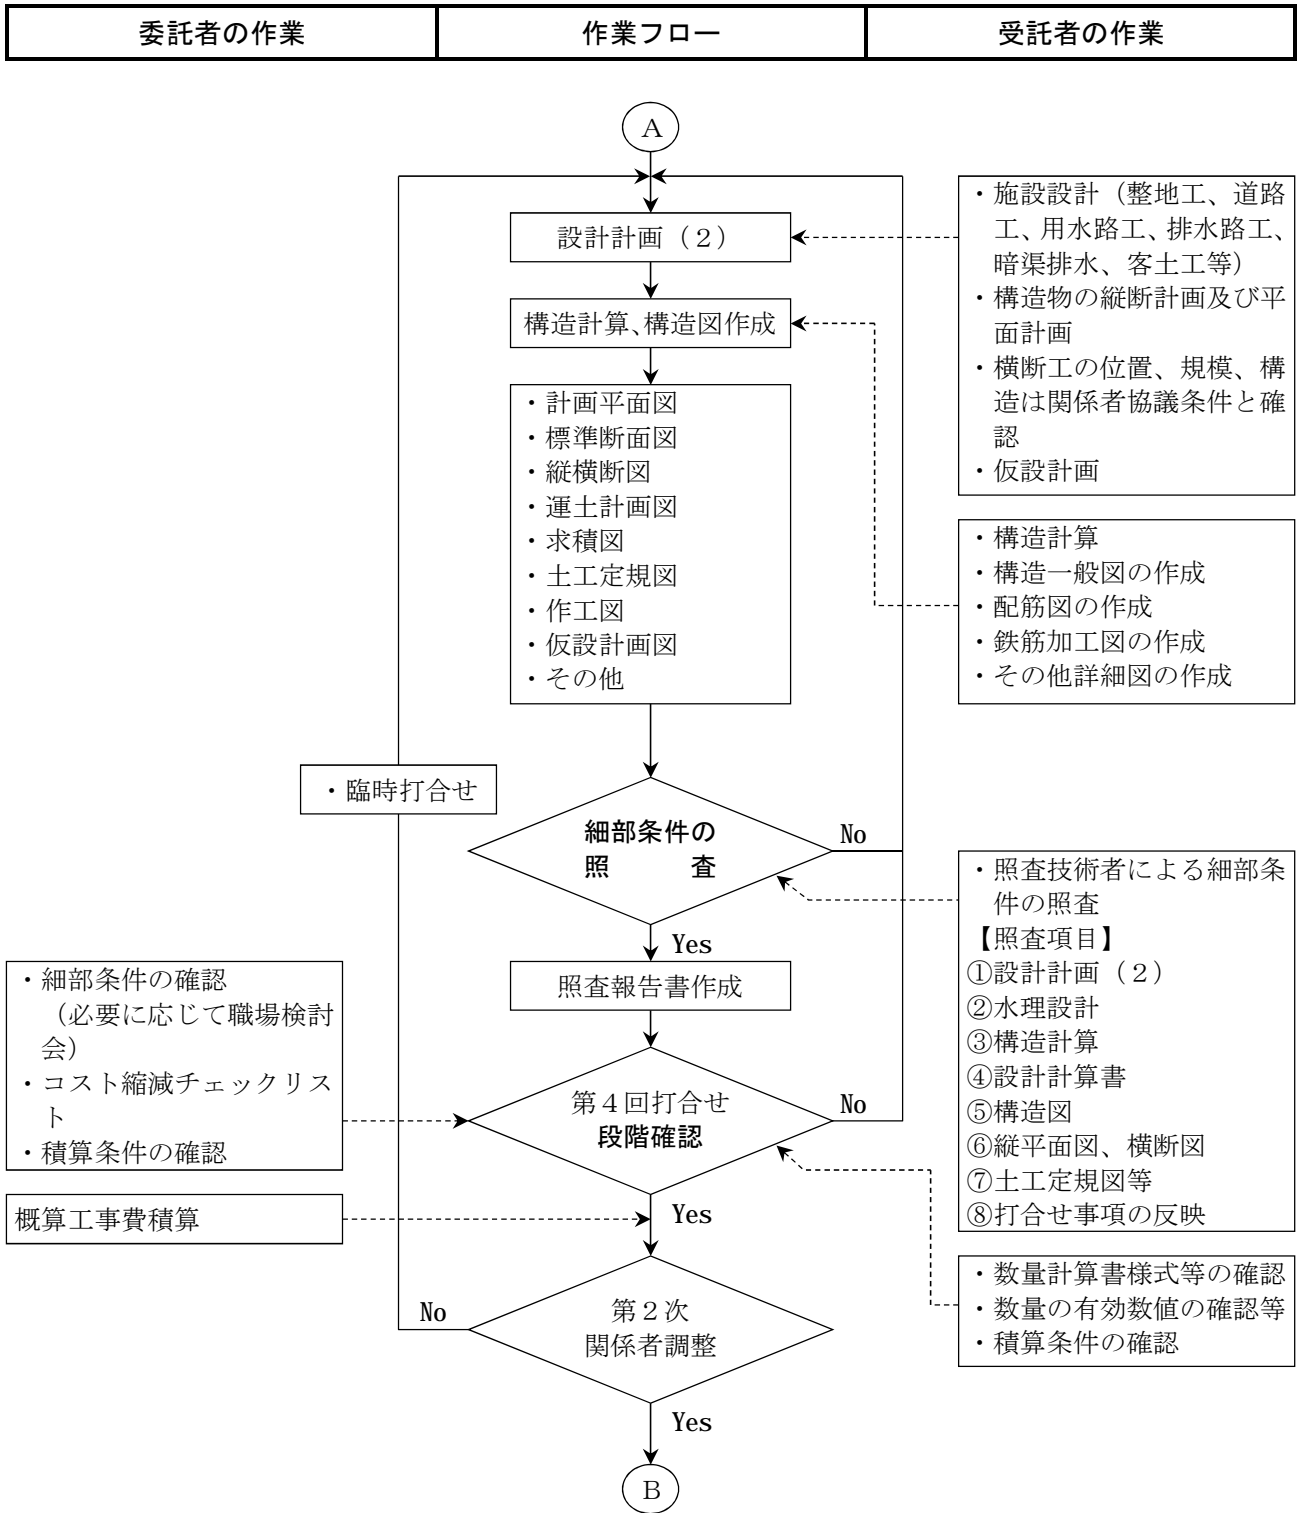 委託者の作業
作業フロー
受託者の作業
A
設計計画（２）
・施設設計（整地工、道路
工、用水路工、排水路工、
暗渠排水、客土工等）
・構造物の縦断計画及び平
面計画
・横断工の位置、規模、構
造は関係者協議条件と確
認
・仮設計画
構造計算、構造図作成
・計画平面図
・標準断面図
・縦横断図
・運土計画図
・求積図
・土工定規図
・作工図
・仮設計画図
・その他
・構造計算
・構造一般図の作成
・配筋図の作成
・鉄筋加工図の作成
・その他詳細図の作成
・臨時打合せ
細部条件の
照　　　査
No
Yes
・照査技術者による細部条
件の照査
【照査項目】
①設計計画（２）
②水理設計
③構造計算
④設計計算書
⑤構造図
⑥縦平面図、横断図
⑦土工定規図等
⑧打合せ事項の反映
照査報告書作成
・細部条件の確認
（必要に応じて職場検討
会）
・コスト縮減チェックリス
ト
・積算条件の確認
第４回打合せ
段階確認
No
Yes
概算工事費積算
・数量計算書様式等の確認
・数量の有効数値の確認等
・積算条件の確認
No
第２次
関係者調整
Yes
B